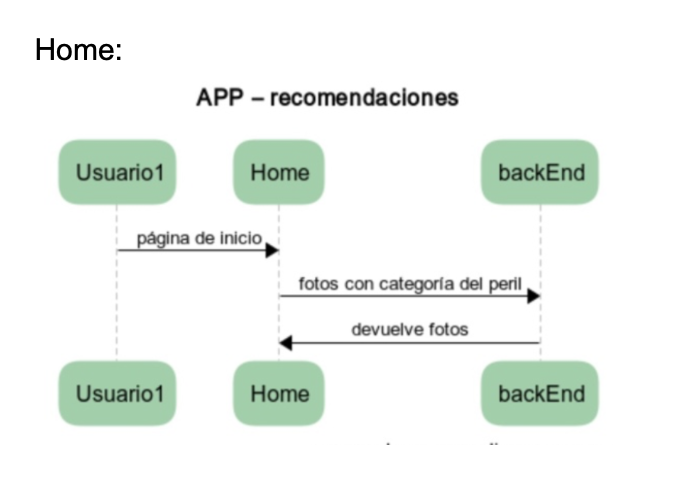 Home:
APP – recomendaciones
Usuario1
Home
backEnd
página de inicio
fotos con categoría del peril
devuelve fotos
Usuario1
Home
backEnd